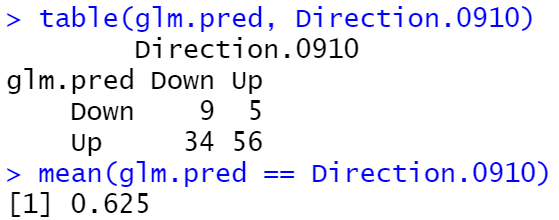 > table(glm.pred, Direction.0910)
        Direction.0910
glm.pred Down Up
    Down    9  5
    Up     34 56
> mean(glm.pred == Direction.0910)
[1] 0.625